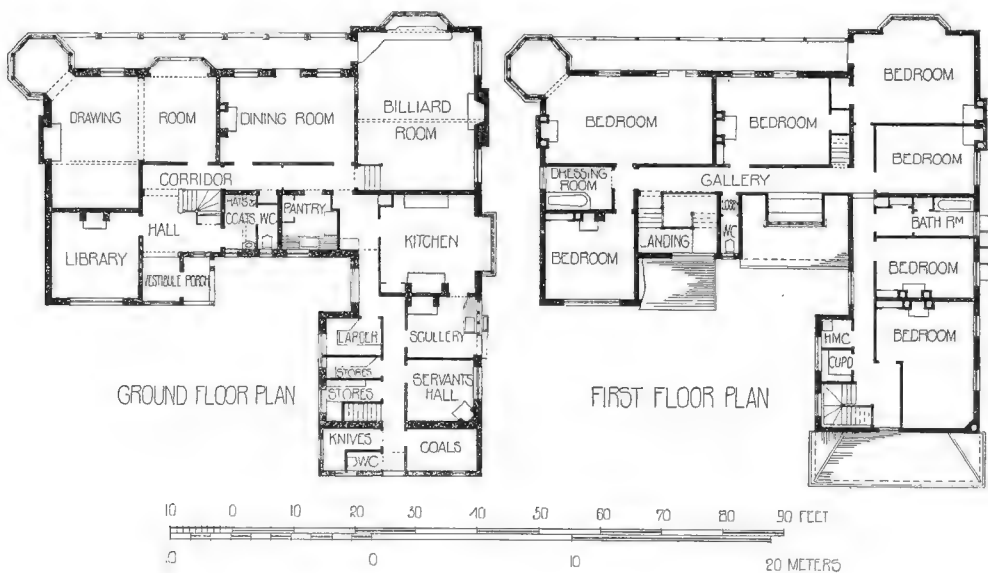 DRAWING
ROOM
DINING ROOM
BILLIARD
ROOM
CORRIDOR
HATS &
COATS
WC
PANTRY
HALL
LIBRARY
VESTIBULE
PORCH
KITCHEN
LARDER
SCULLERY
STORES
STORES
SERVANTS
HALL
KNIVES
WC
COALS
GROUND FLOOR PLAN
BEDROOM
BEDROOM
BEDROOM
BEDROOM
DRESSING
ROOM
GALLERY
BEDROOM
LANDING
WC
BATH RM
BEDROOM
BEDROOM
HMC
CUPD
FIRST FLOOR PLAN
10 0 10 20 30 40 50 60 70 80 90 FEET
10 0 10 20 METERS